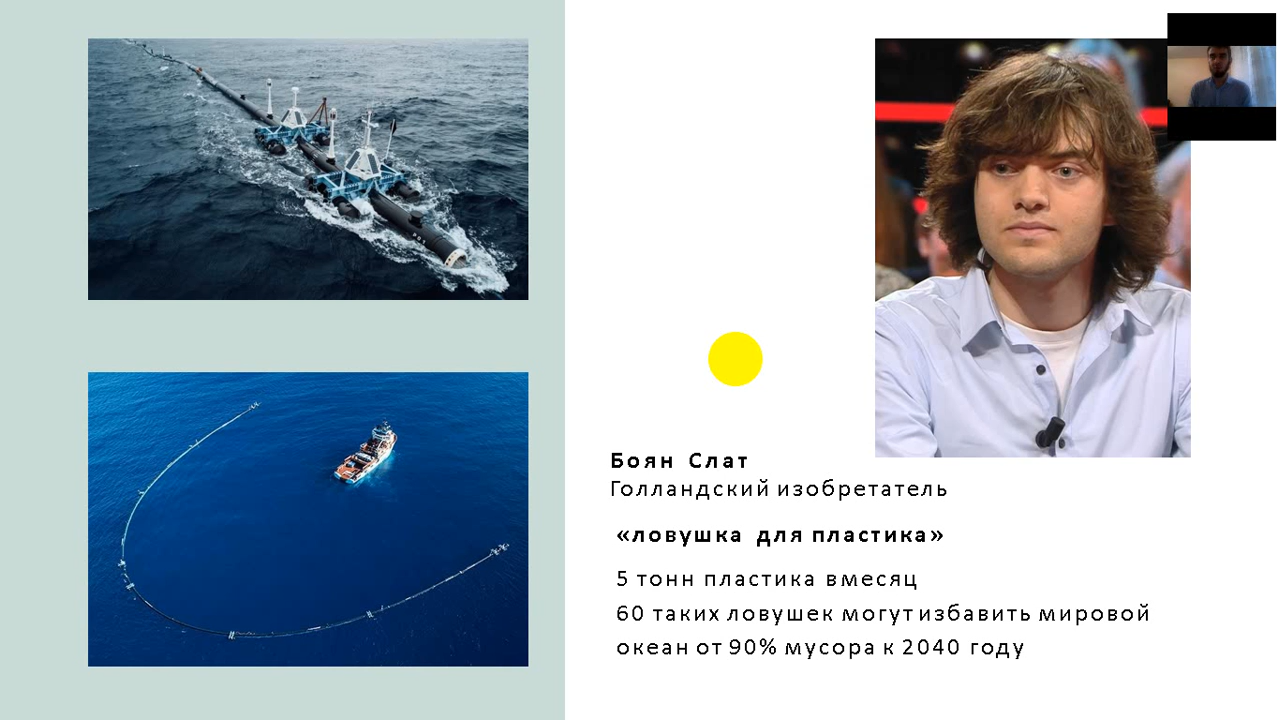 Боян Слат
Голландский изобретатель
«ловушка для пластика»
5 тонн пластика в месяц
60 таких ловушек могут избавить мировой
океан от 90% мусора к 2040 году